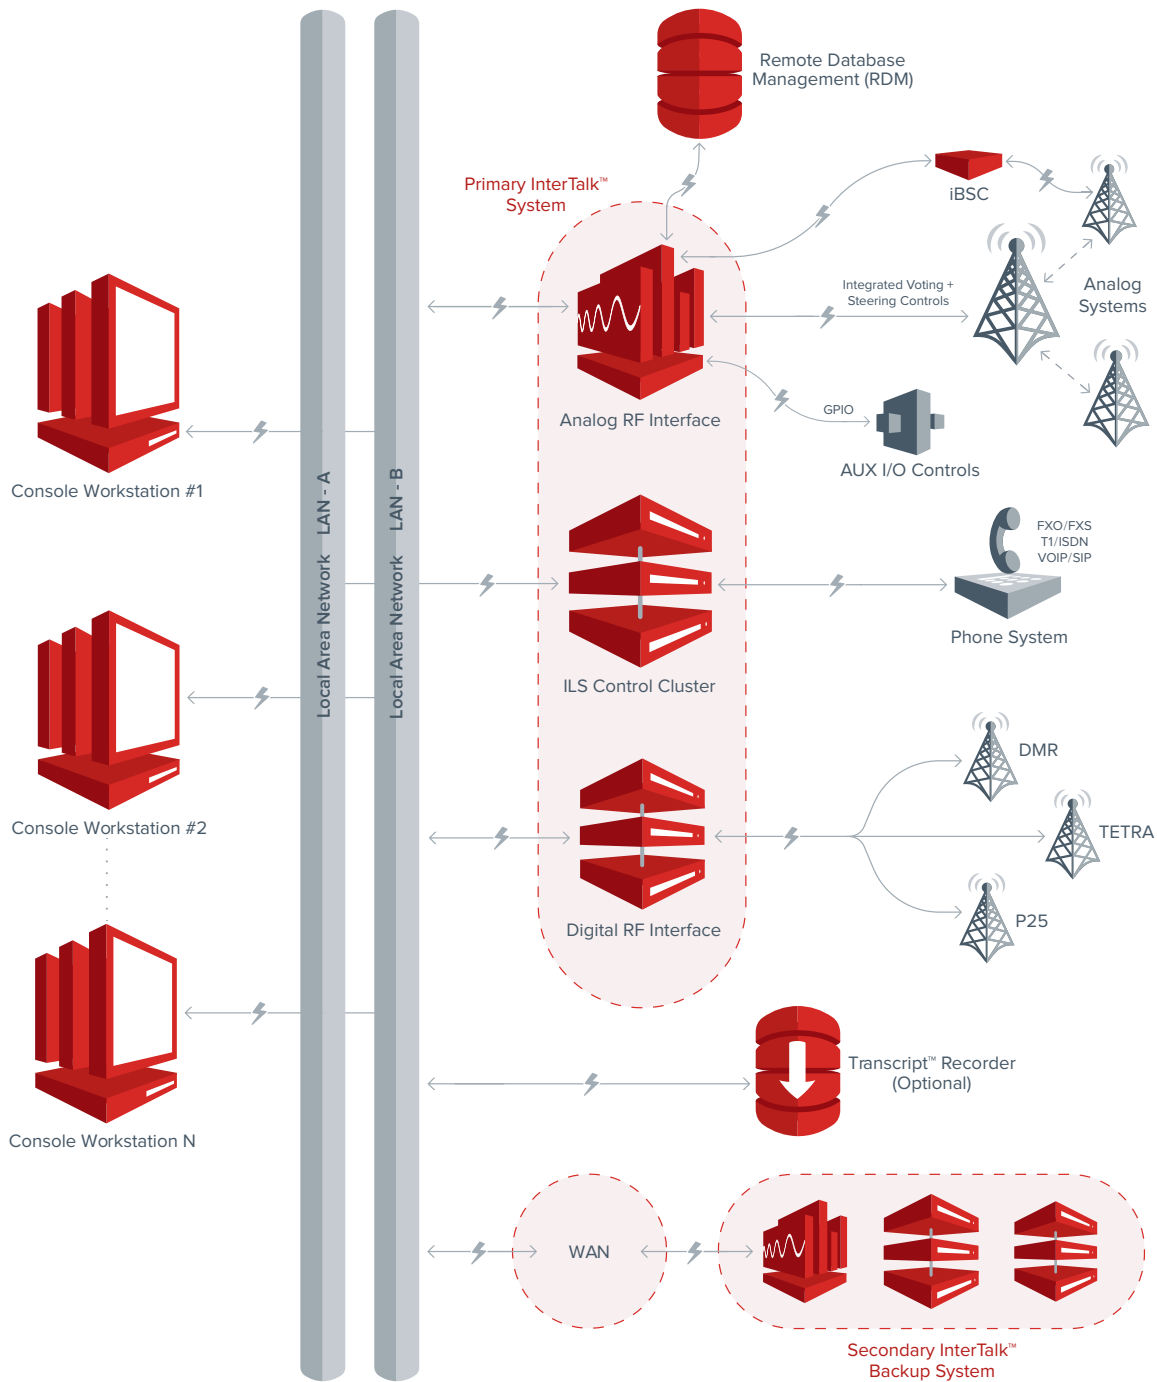 Remote Database
Management (RDM)
Primary InterTalk™
System
iBSC
Integrated Voting +
Steering Controls
Analog
Systems
GPIO
Analog RF Interface
AUX I/O Controls
Console Workstation #1
Local Area Network LAN - A
Local Area Network LAN - B
FXO/FXS
T1/ISDN
VOIP/SIP
Phone System
ILS Control Cluster
DMR
TETRA
P25
Console Workstation #2
Digital RF Interface
Transcript™ Recorder
(Optional)
Console Workstation N
WAN
Secondary InterTalk™
Backup System